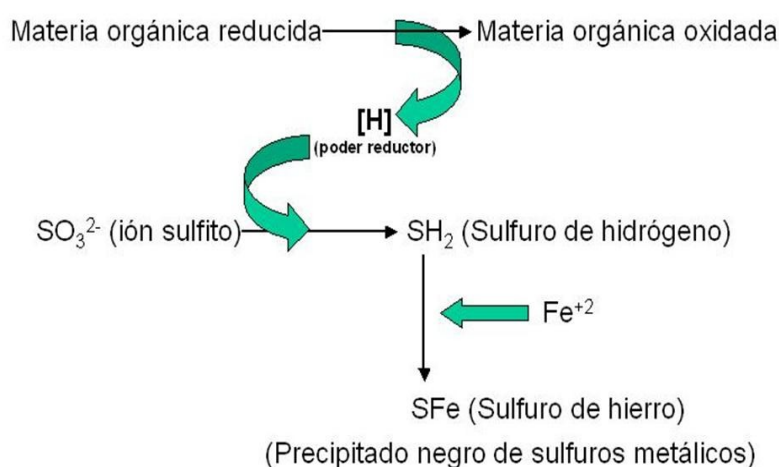 Materia orgánica reducida Materia orgánica oxidada
[H]
(poder reductor)
SO₃²⁻ (ión sulfito) SH₂ (Sulfuro de hidrógeno)
Fe⁺²
SFe (Sulfuro de hierro)
(Precipitado negro de sulfuros metálicos)